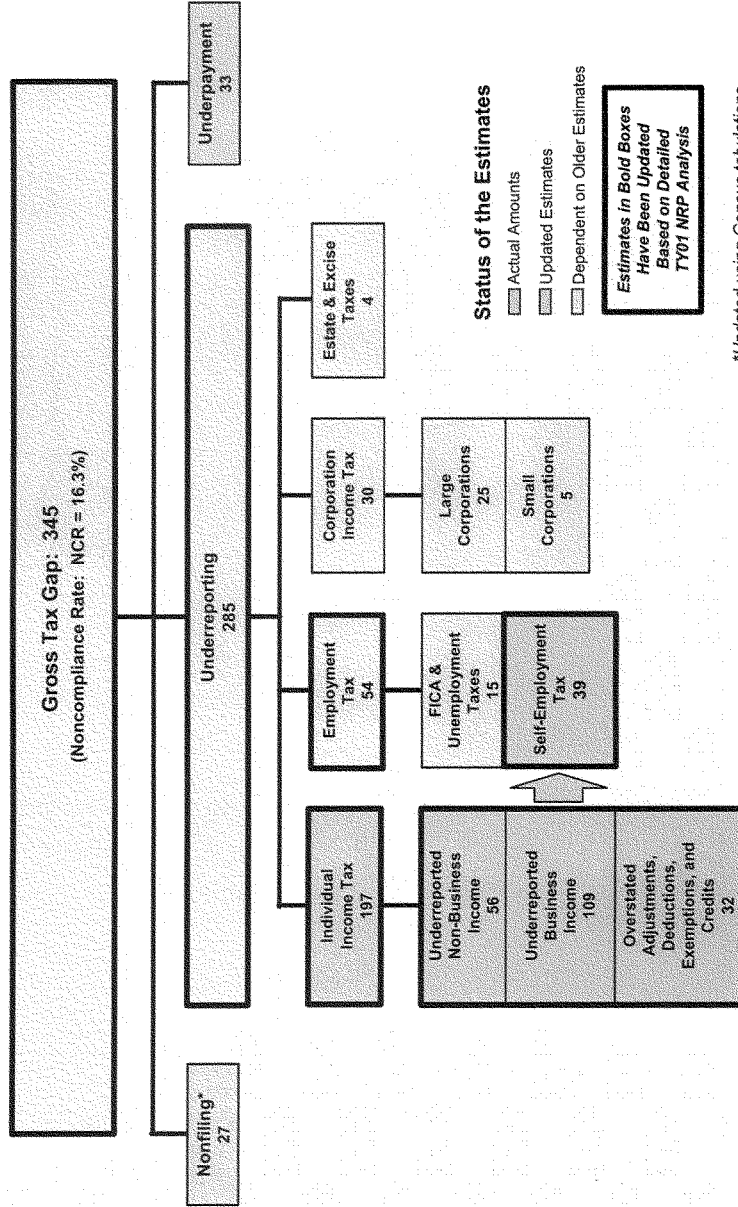 Gross Tax Gap: 345
(Noncompliance Rate: NCR = 16.3%)
Nonfiling*
27
Underreporting
285
Underpayment
33
Individual
Income Tax
197
Employment
Tax
54
Corporation
Income Tax
30
Estate & Excise
Taxes
4
Underreported
Non-Business
Income
56
Underreported
Business
Income
109
Overstated
Adjustments,
Deductions,
Exemptions, and
Credits
32
FICA &
Unemployment
Taxes
15
Self-Employment
Tax
39
Large
Corporations
25
Small
Corporations
5
Status of the Estimates
Actual Amounts
Updated Estimates
Dependent on Older Estimates
Estimates in Bold Boxes
Have Been Updated
Based on Detailed
TY01 NRP Analysis